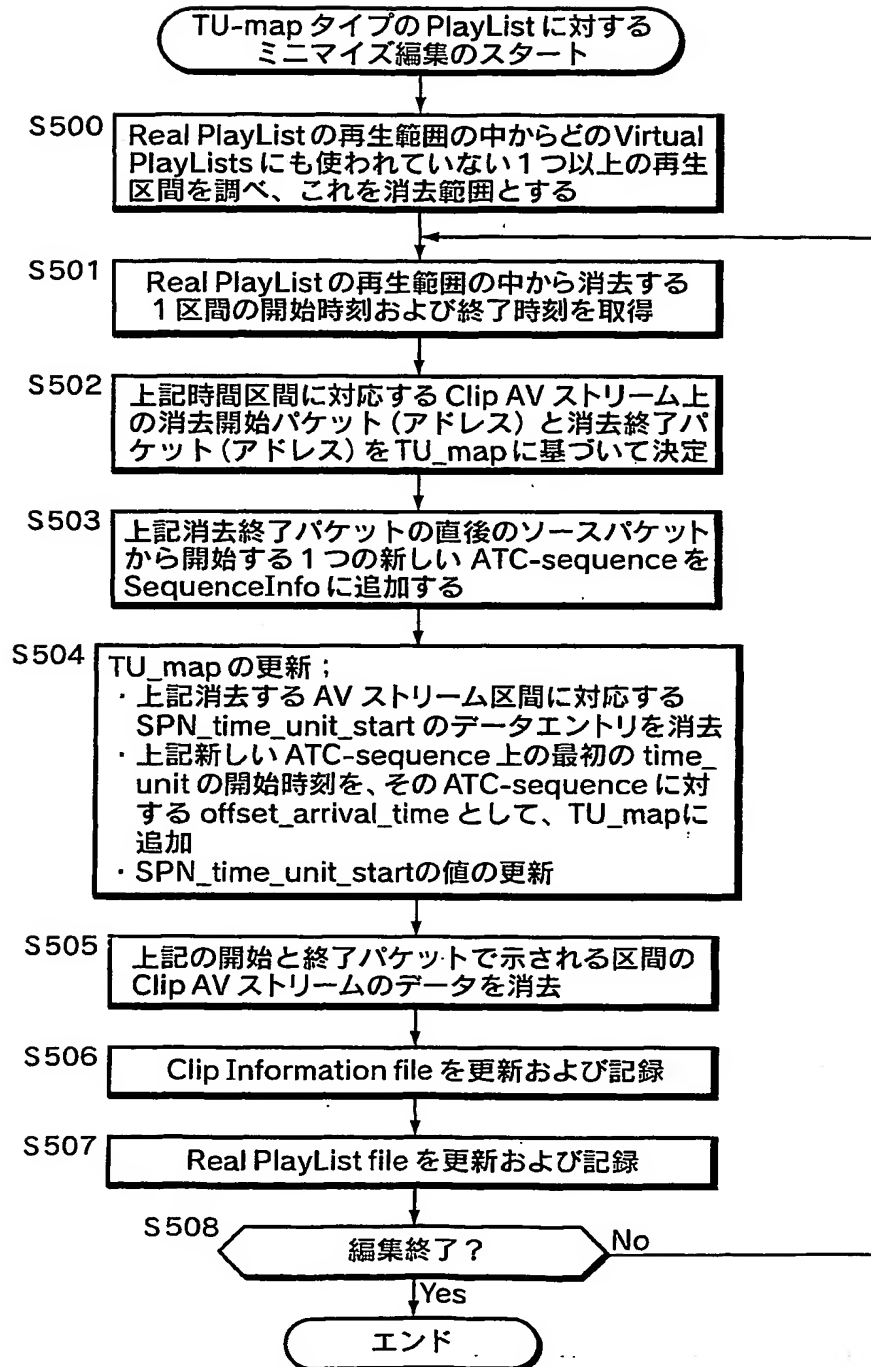 TU-map タイプの PlayList に対する
ミニマイズ編集のスタート
S500
Real PlayList の再生範囲の中からどの Virtual
PlayLists にも使われていない 1 つ以上の再生
区間を調べ、これを消去範囲とする
S501
Real PlayList の再生範囲の中から消去する
1 区間の開始時刻および終了時刻を取得
S502
上記時間区間に対応する Clip AV ストリーム上
の消去開始パケット (アドレス) と消去終了パ
ケット (アドレス) を TU_map に基づいて決定
S503
上記消去終了パケットの直後のソースパケット
から開始する 1 つの新しい ATC-sequence を
SequenceInfo に追加する
S504
TU_map の更新 ;
・上記消去する AV ストリーム区間に対応する
SPN_time_unit_start のデータエントリを消去
・上記新しい ATC-sequence 上の最初の time_
unit の開始時刻を、その ATC-sequence に対
する offset_arrival_time として、TU_mapに
追加
・SPN_time_unit_startの値の更新
S505
上記の開始と終了パケットで示される区間の
Clip AV ストリームのデータを消去
S506
Clip Information file を更新および記録
S507
Real PlayList file を更新および記録
S508
編集終了？
No
Yes
エンド